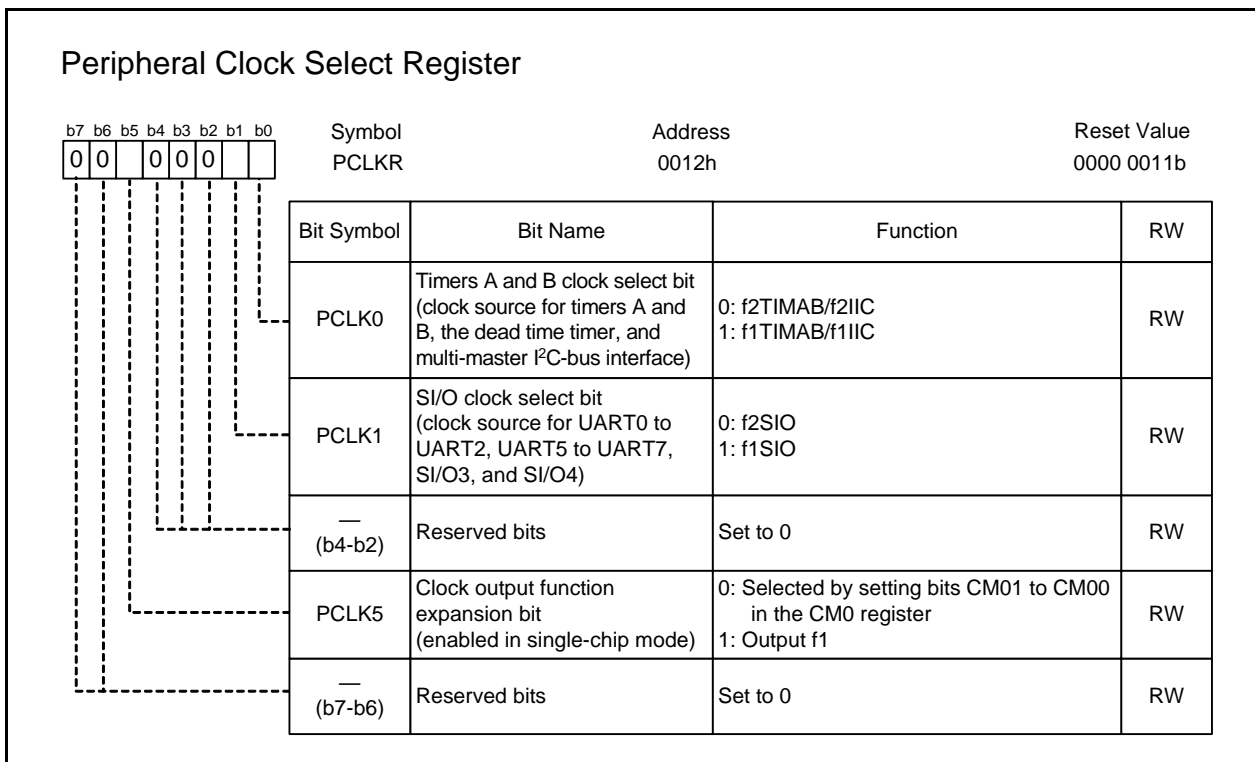 Peripheral Clock Select Register
b7 b6 b5 b4 b3 b2 b1 b0
Symbol Address Reset Value
0 0 0 0 0
PCLKR 0012h 0000 0011b
Bit Symbol Bit Name Function RW
PCLK0
Timers A and B clock select bit
(clock source for timers A and
B, the dead time timer, and
multi-master I²C-bus interface)
0: f2TIMAB/f2IIC
1: f1TIMAB/f1IIC
RW
PCLK1
SI/O clock select bit
(clock source for UART0 to
UART2, UART5 to UART7,
SI/O3, and SI/O4)
0: f2SIO
1: f1SIO
RW
—
(b4-b2)
Reserved bits
Set to 0
RW
PCLK5
Clock output function
expansion bit
(enabled in single-chip mode)
0: Selected by setting bits CM01 to CM00
in the CM0 register
1: Output f1
RW
—
(b7-b6)
Reserved bits
Set to 0
RW